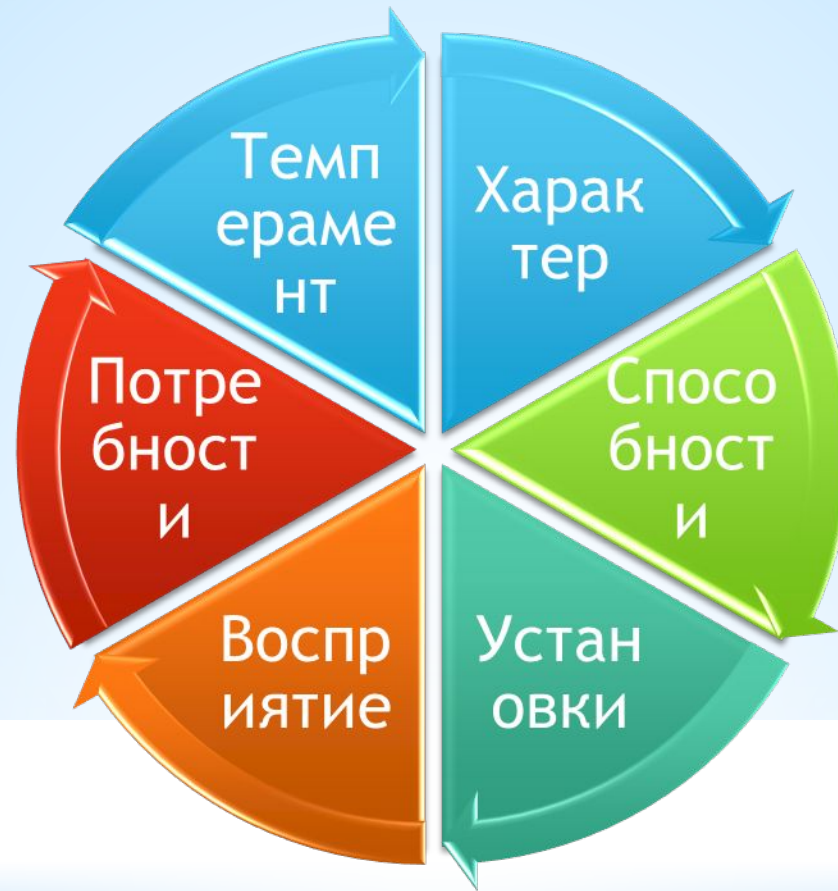 Темп
ераме
нт
Харак
тер
Спосо
бност
и
Устан
овки
Воспр
иятие
Потре
бност
и